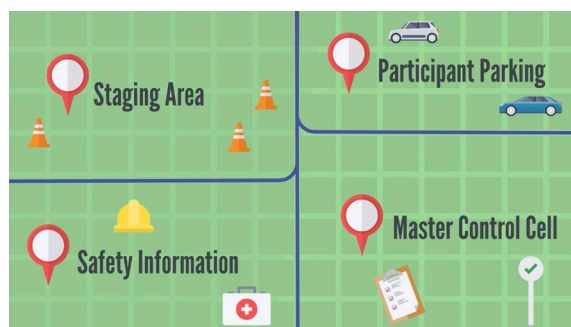 Staging Area
Participant Parking
Safety Information
Master Control Cell